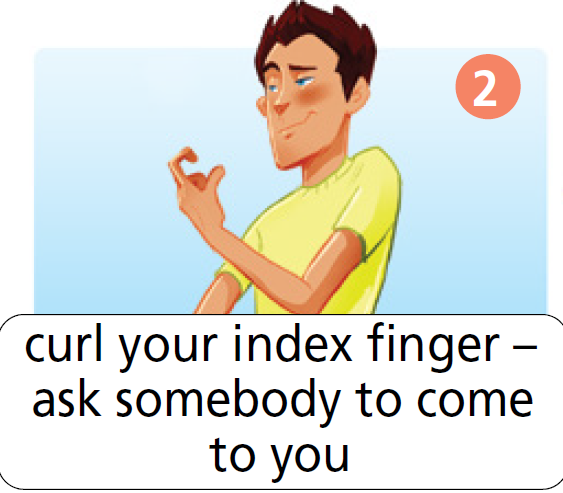 2
curl your index finger –
ask somebody to come
to you